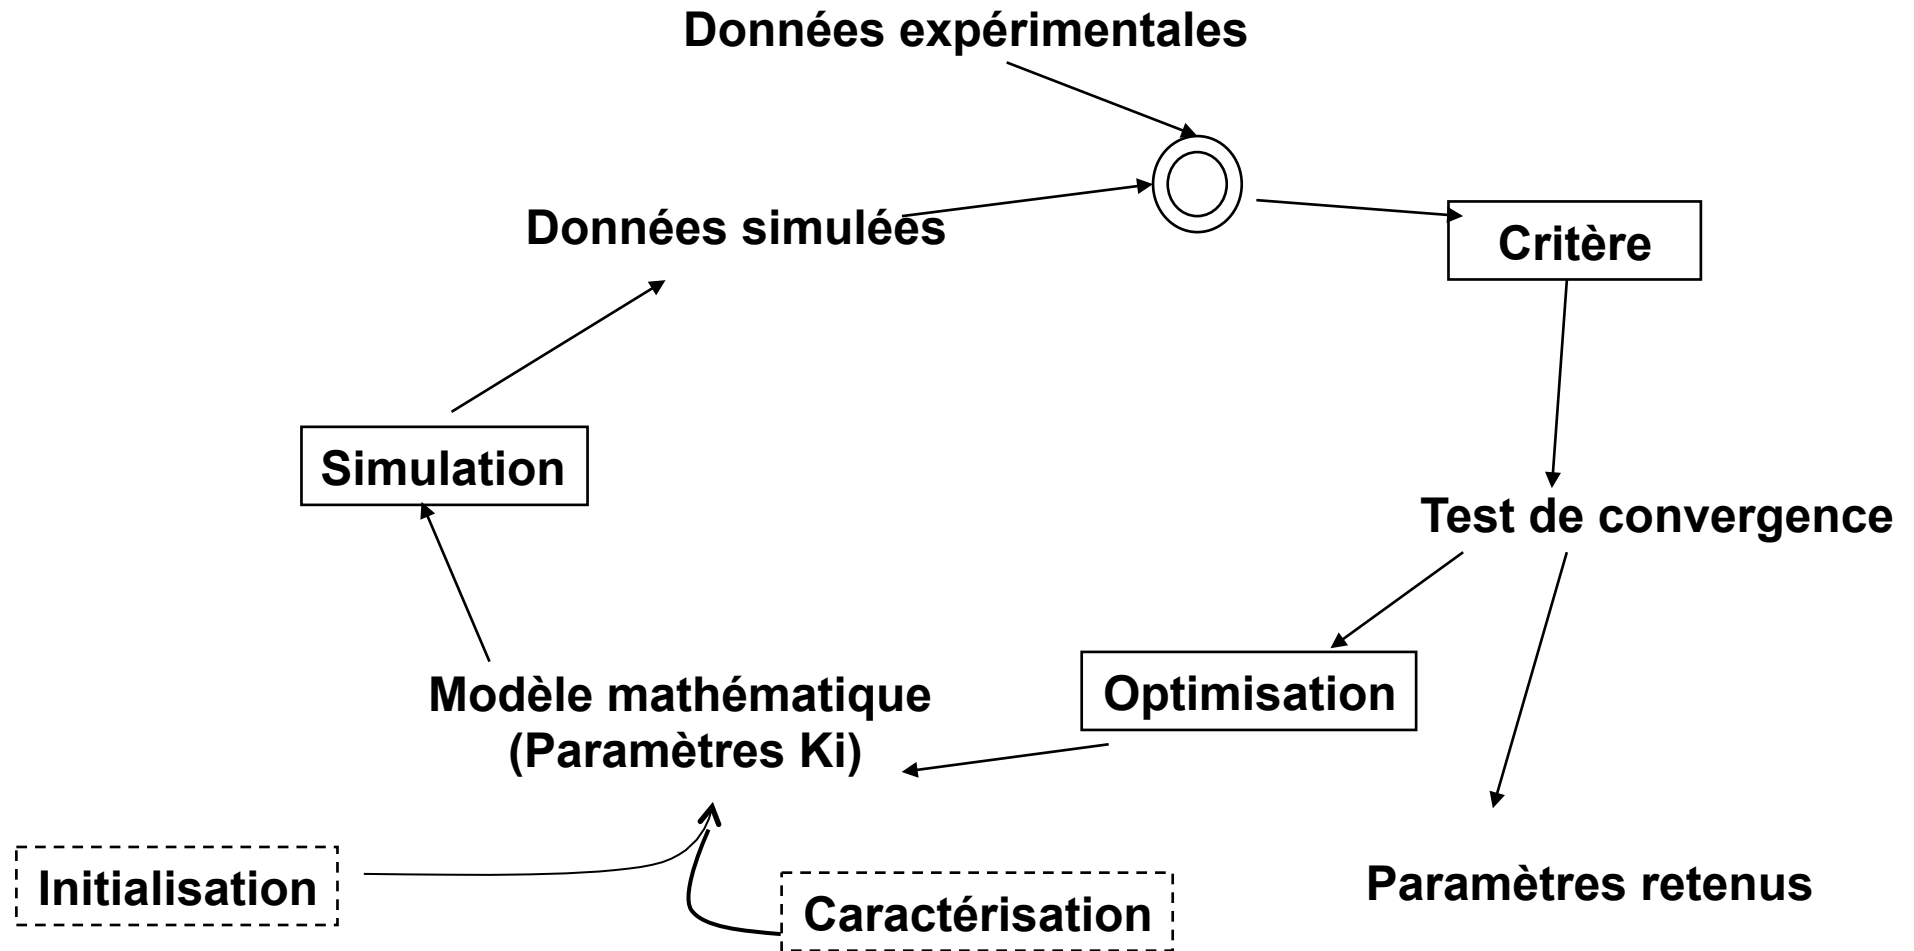 Données expérimentales
Données simulées
Critère
Simulation
Test de convergence
Modèle mathématique
(Paramètres Ki)
Optimisation
Initialisation
Caractérisation
Paramètres retenus